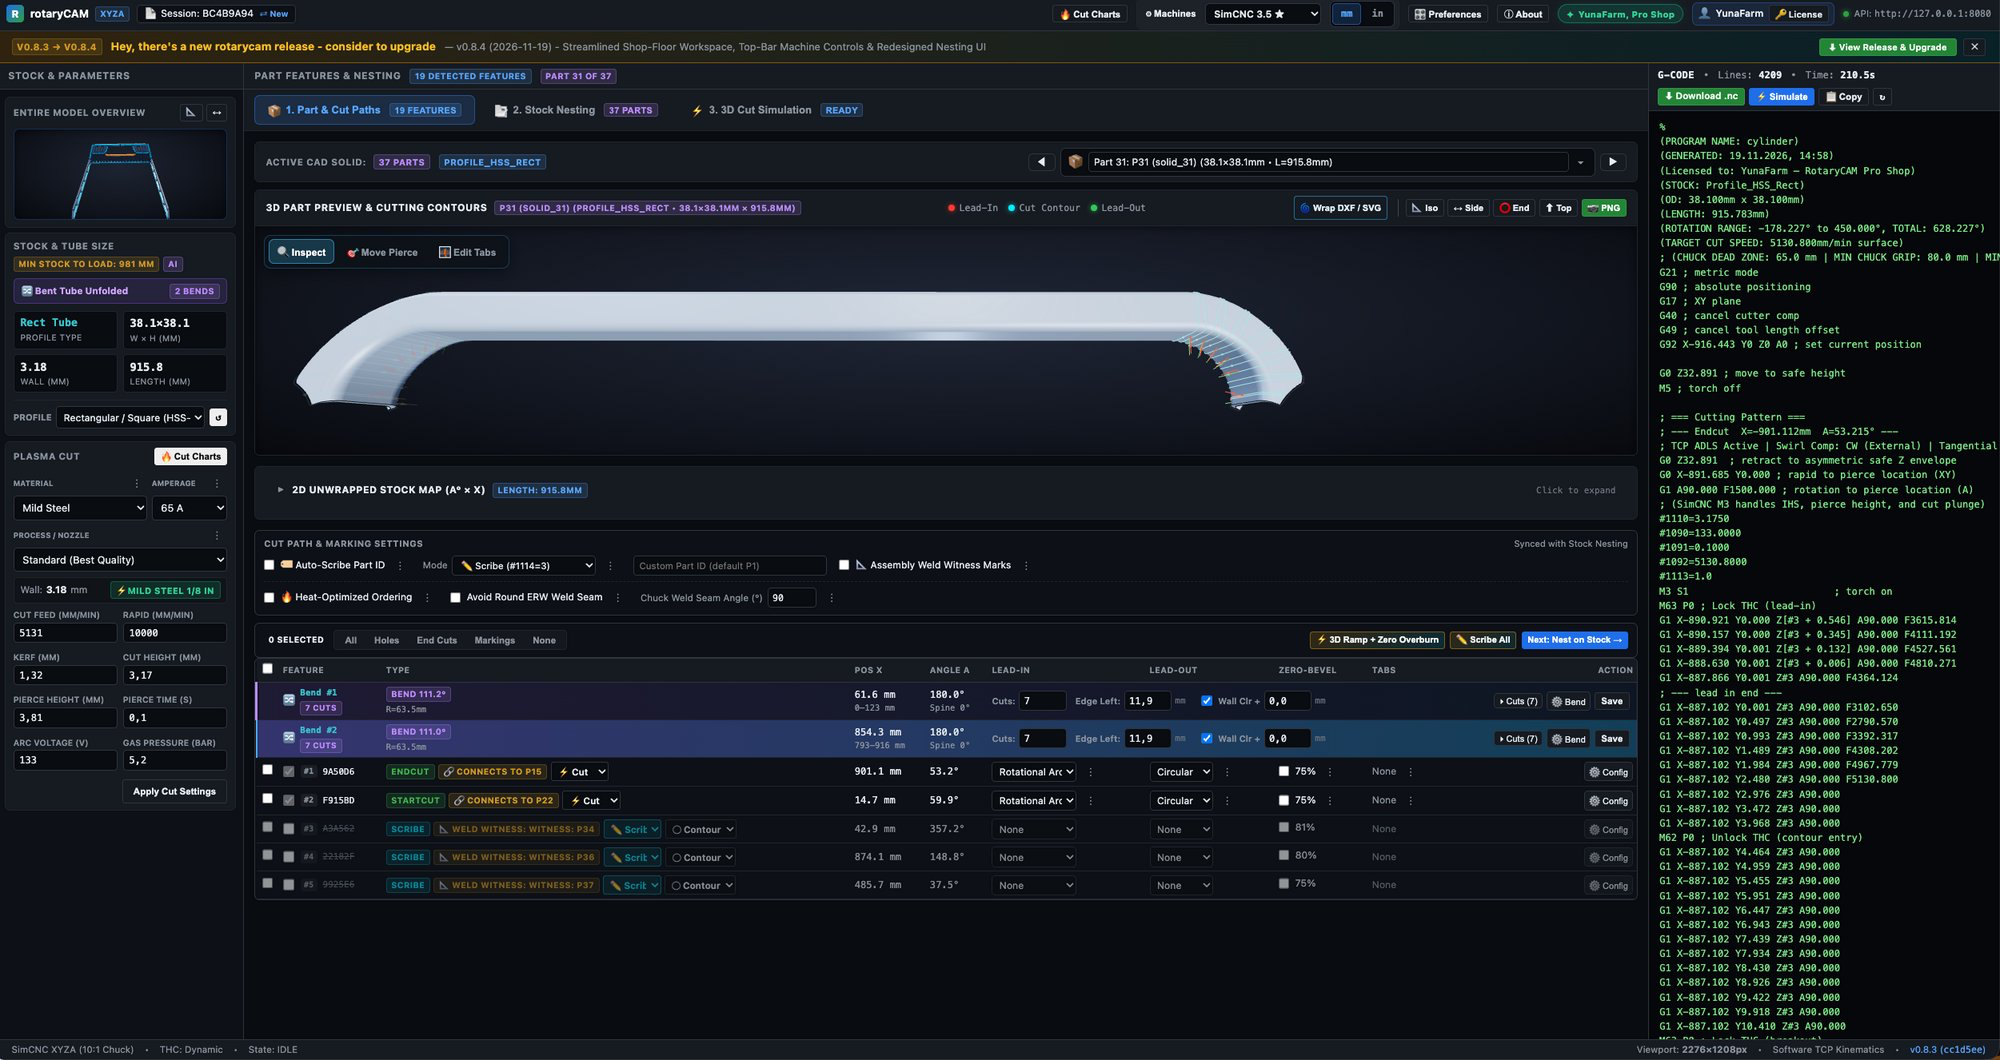 R rotaryCAM XYZA Session: BC4B9A94 ⇄ New
Cut Charts Machines SimCNC 3.5 ★ mm in Preferences About + YunaFarm, Pro Shop YunaFarm License API: http://127.0.0.1:8080
V0.8.3 → V0.8.4 Hey, there's a new rotarycam release - consider to upgrade — v0.8.4 (2026-11-19) - Streamlined Shop-Floor Workspace, Top-Bar Machine Controls & Redesigned Nesting UI View Release & Upgrade ✕
STOCK & PARAMETERS
ENTIRE MODEL OVERVIEW
STOCK & TUBE SIZE
MIN STOCK TO LOAD: 981 MM AI
Bent Tube Unfolded 2 BENDS
Rect Tube 38.1×38.1
PROFILE TYPE W × H (MM)
3.18 915.8
WALL (MM) LENGTH (MM)
PROFILE Rectangular / Square (HSS-
PLASMA CUT Cut Charts
MATERIAL AMPERAGE
Mild Steel 65 A
PROCESS / NOZZLE
Standard (Best Quality)
Wall: 3.18 mm MILD STEEL 1/8 IN
CUT FEED (MM/MIN) RAPID (MM/MIN)
5131 10000
KERF (MM) CUT HEIGHT (MM)
1,32 3,17
PIERCE HEIGHT (MM) PIERCE TIME (S)
3,81 0,1
ARC VOLTAGE (V) GAS PRESSURE (BAR)
133 5,2
Apply Cut Settings
PART FEATURES & NESTING 19 DETECTED FEATURES PART 31 OF 37
1. Part & Cut Paths 19 FEATURES 2. Stock Nesting 37 PARTS 3. 3D Cut Simulation READY
ACTIVE CAD SOLID: 37 PARTS PROFILE_HSS_RECT ◀ Part 31: P31 (solid_31) (38.1×38.1mm • L=915.8mm) ▶
3D PART PREVIEW & CUTTING CONTOURS P31 (SOLID_31) (PROFILE_HSS_RECT • 38.1×38.1MM × 915.8MM) Lead-In Cut Contour Lead-Out Wrap DXF / SVG Iso Side End Top PNG
Inspect Move Pierce Edit Tabs
2D UNWRAPPED STOCK MAP (A° × X) LENGTH: 915.8MM Click to expand
CUT PATH & MARKING SETTINGS Synced with Stock Nesting
Auto-Scribe Part ID Mode Scribe (#1114=3) Custom Part ID (default P1) Assembly Weld Witness Marks
Heat-Optimized Ordering Avoid Round ERW Weld Seam Chuck Weld Seam Angle (°) 90
0 SELECTED All Holes End Cuts Markings None 3D Ramp + Zero Overburn Scribe All Next: Nest on Stock →
FEATURE TYPE POS X ANGLE A LEAD-IN LEAD-OUT ZERO-BEVEL TABS ACTION
Bend #1 BEND 111.2° 61.6 mm 180.0° Cuts: 7 Edge Left: 11,9 mm Wall Clr + 0,0 mm Cuts (7) Bend Save
7 CUTS R=63.5mm 0–123 mm Spine 0°
Bend #2 BEND 111.0° 854.3 mm 180.0° Cuts: 7 Edge Left: 11,9 mm Wall Clr + 0,0 mm Cuts (7) Bend Save
7 CUTS R=63.5mm 793–916 mm Spine 0°
#1 9A50D6 ENDCUT CONNECTS TO P15 Cut 901.1 mm 53.2° Rotational Arc Circular 75% None Config
#2 F915BD STARTCUT CONNECTS TO P22 Cut 14.7 mm 59.9° Rotational Arc Circular 75% None Config
#3 A3A562 SCRIBE WELD WITNESS: WITNESS: P34 Scrib Contour 42.9 mm 357.2° None None 81% None Config
#4 22182F SCRIBE WELD WITNESS: WITNESS: P36 Scrib Contour 874.1 mm 148.8° None None 80% None Config
#5 9925E6 SCRIBE WELD WITNESS: WITNESS: P37 Scrib Contour 485.7 mm 37.5° None None 75% None Config
G-CODE • Lines: 4209 • Time: 210.5s
Download .nc Simulate Copy ↻
%
(PROGRAM NAME: cylinder)
(GENERATED: 19.11.2026, 14:58)
(Licensed to: YunaFarm — RotaryCAM Pro Shop)
(STOCK: Profile_HSS_Rect)
(OD: 38.100mm x 38.100mm)
(LENGTH: 915.783mm)
(ROTATION RANGE: -178.227° to 450.000°, TOTAL: 628.227°)
(TARGET CUT SPEED: 5130.800mm/min surface)
; (CHUCK DEAD ZONE: 65.0 mm | MIN CHUCK GRIP: 80.0 mm | MIN
G21 ; metric mode
G90 ; absolute positioning
G17 ; XY plane
G40 ; cancel cutter comp
G49 ; cancel tool length offset
G92 X-916.443 Y0 Z0 A0 ; set current position
G0 Z32.891 ; move to safe height
M5 ; torch off
; === Cutting Pattern ===
; --- Endcut X=-901.112mm A=53.215° ---
; TCP ADLS Active | Swirl Comp: CW (External) | Tangential
G0 Z32.891 ; retract to asymmetric safe Z envelope
G0 X-891.685 Y0.000 ; rapid to pierce location (XY)
G1 A90.000 F1500.000 ; rotation to pierce location (A)
; (SimCNC M3 handles IHS, pierce height, and cut plunge)
#1110=3.1750
#1090=133.0000
#1091=0.1000
#1092=5130.8000
#1113=1.0
M3 S1 ; torch on
M63 P0 ; Lock THC (lead-in)
G1 X-890.921 Y0.000 Z[#3 + 0.546] A90.000 F3615.814
G1 X-890.157 Y0.000 Z[#3 + 0.345] A90.000 F4111.192
G1 X-889.394 Y0.001 Z[#3 + 0.132] A90.000 F4527.561
G1 X-888.630 Y0.001 Z[#3 + 0.006] A90.000 F4810.271
G1 X-887.866 Y0.001 Z#3 A90.000 F4364.124
; --- lead in end ---
G1 X-887.102 Y0.001 Z#3 A90.000 F3102.650
G1 X-887.102 Y0.497 Z#3 A90.000 F2790.570
G1 X-887.102 Y0.993 Z#3 A90.000 F3392.317
G1 X-887.102 Y1.489 Z#3 A90.000 F4308.202
G1 X-887.102 Y1.984 Z#3 A90.000 F4967.779
G1 X-887.102 Y2.480 Z#3 A90.000 F5130.800
G1 X-887.102 Y2.976 Z#3 A90.000
G1 X-887.102 Y3.472 Z#3 A90.000
G1 X-887.102 Y3.968 Z#3 A90.000
M62 P0 ; Unlock THC (contour entry)
G1 X-887.102 Y4.464 Z#3 A90.000
G1 X-887.102 Y4.959 Z#3 A90.000
G1 X-887.102 Y5.455 Z#3 A90.000
G1 X-887.102 Y5.951 Z#3 A90.000
G1 X-887.102 Y6.447 Z#3 A90.000
G1 X-887.102 Y6.943 Z#3 A90.000
G1 X-887.102 Y7.439 Z#3 A90.000
G1 X-887.102 Y7.934 Z#3 A90.000
G1 X-887.102 Y8.430 Z#3 A90.000
G1 X-887.102 Y8.926 Z#3 A90.000
G1 X-887.102 Y9.422 Z#3 A90.000
G1 X-887.102 Y9.918 Z#3 A90.000
G1 X-887.102 Y10.410 Z#3 A90.000
SimCNC XYZA (10:1 Chuck) • THC: Dynamic • State: IDLE Viewport: 2276×1208px • Software TCP Kinematics • v0.8.3 (cc1d5ee)